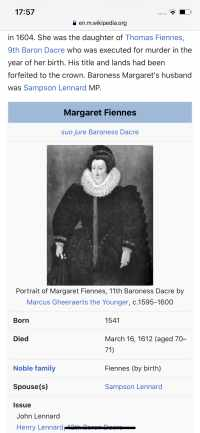 17:57
en.m.wikipedia.org
in 1604. She was the daughter of Thomas Fiennes,
9th Baron Dacre who was executed for murder in the
year of her birth. His title and lands had been
forfeited to the crown. Baroness Margaret's husband
was Sampson Lennard MP.
Margaret Fiennes
suo jure Baroness Dacre
Portrait of Margaret Fiennes, 11th Baroness Dacre by
Marcus Gheeraerts the Younger, c.1595–1600
Born 1541
Died March 16, 1612 (aged 70–
71)
Noble family Fiennes (by birth)
Spouse(s) Sampson Lennard
Issue
John Lennard
Henry Lennard, 12th Baron Dacre